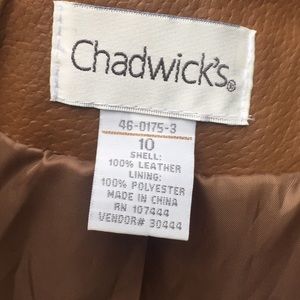 Chadwick's®
46-0175-3
10
SHELL:
100% LEATHER
LINING:
100% POLYESTER
MADE IN CHINA
RN 107444
VENDOR# 30444